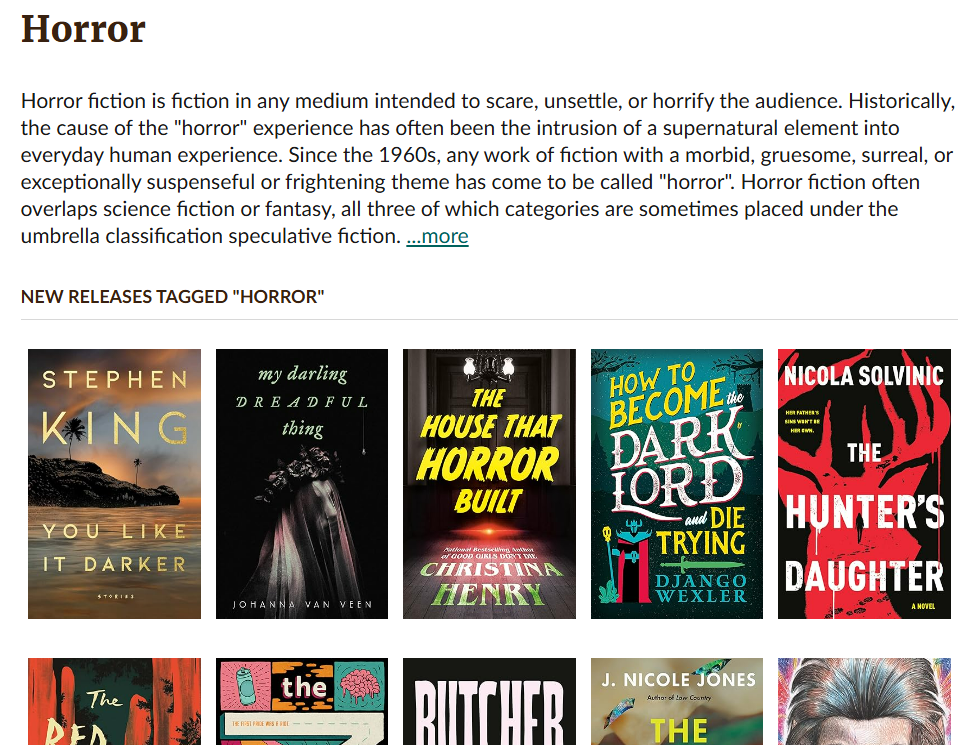 Horror
Horror fiction is fiction in any medium intended to scare, unsettle, or horrify the audience. Historically,
the cause of the "horror" experience has often been the intrusion of a supernatural element into
everyday human experience. Since the 1960s, any work of fiction with a morbid, gruesome, surreal, or
exceptionally suspenseful or frightening theme has come to be called "horror". Horror fiction often
overlaps science fiction or fantasy, all three of which categories are sometimes placed under the
umbrella classification speculative fiction. ...more
NEW RELEASES TAGGED "HORROR"
STEPHEN
KING
YOU LIKE
IT DARKER
STORIES
my darling
DREADFUL
thing
JOHANNA VAN VEEN
THE
HOUSE THAT
HORROR
BUILT
National Bestselling Author
of GOOD GIRLS DON'T DIE
CHRISTINA
HENRY
HOW TO
BECOME the
DARK
LORD
and DIE
TRYING
DJANGO
WEXLER
NICOLA SOLVINIC
HER FATHER'S
SINS WON'T BE
HER OWN.
THE
HUNTER'S
DAUGHTER
A NOVEL
The
RED
the
THE FIRST PAGE WAS A RIOT.
BUTCHER
J. NICOLE JONES
Author of Low Country
THE